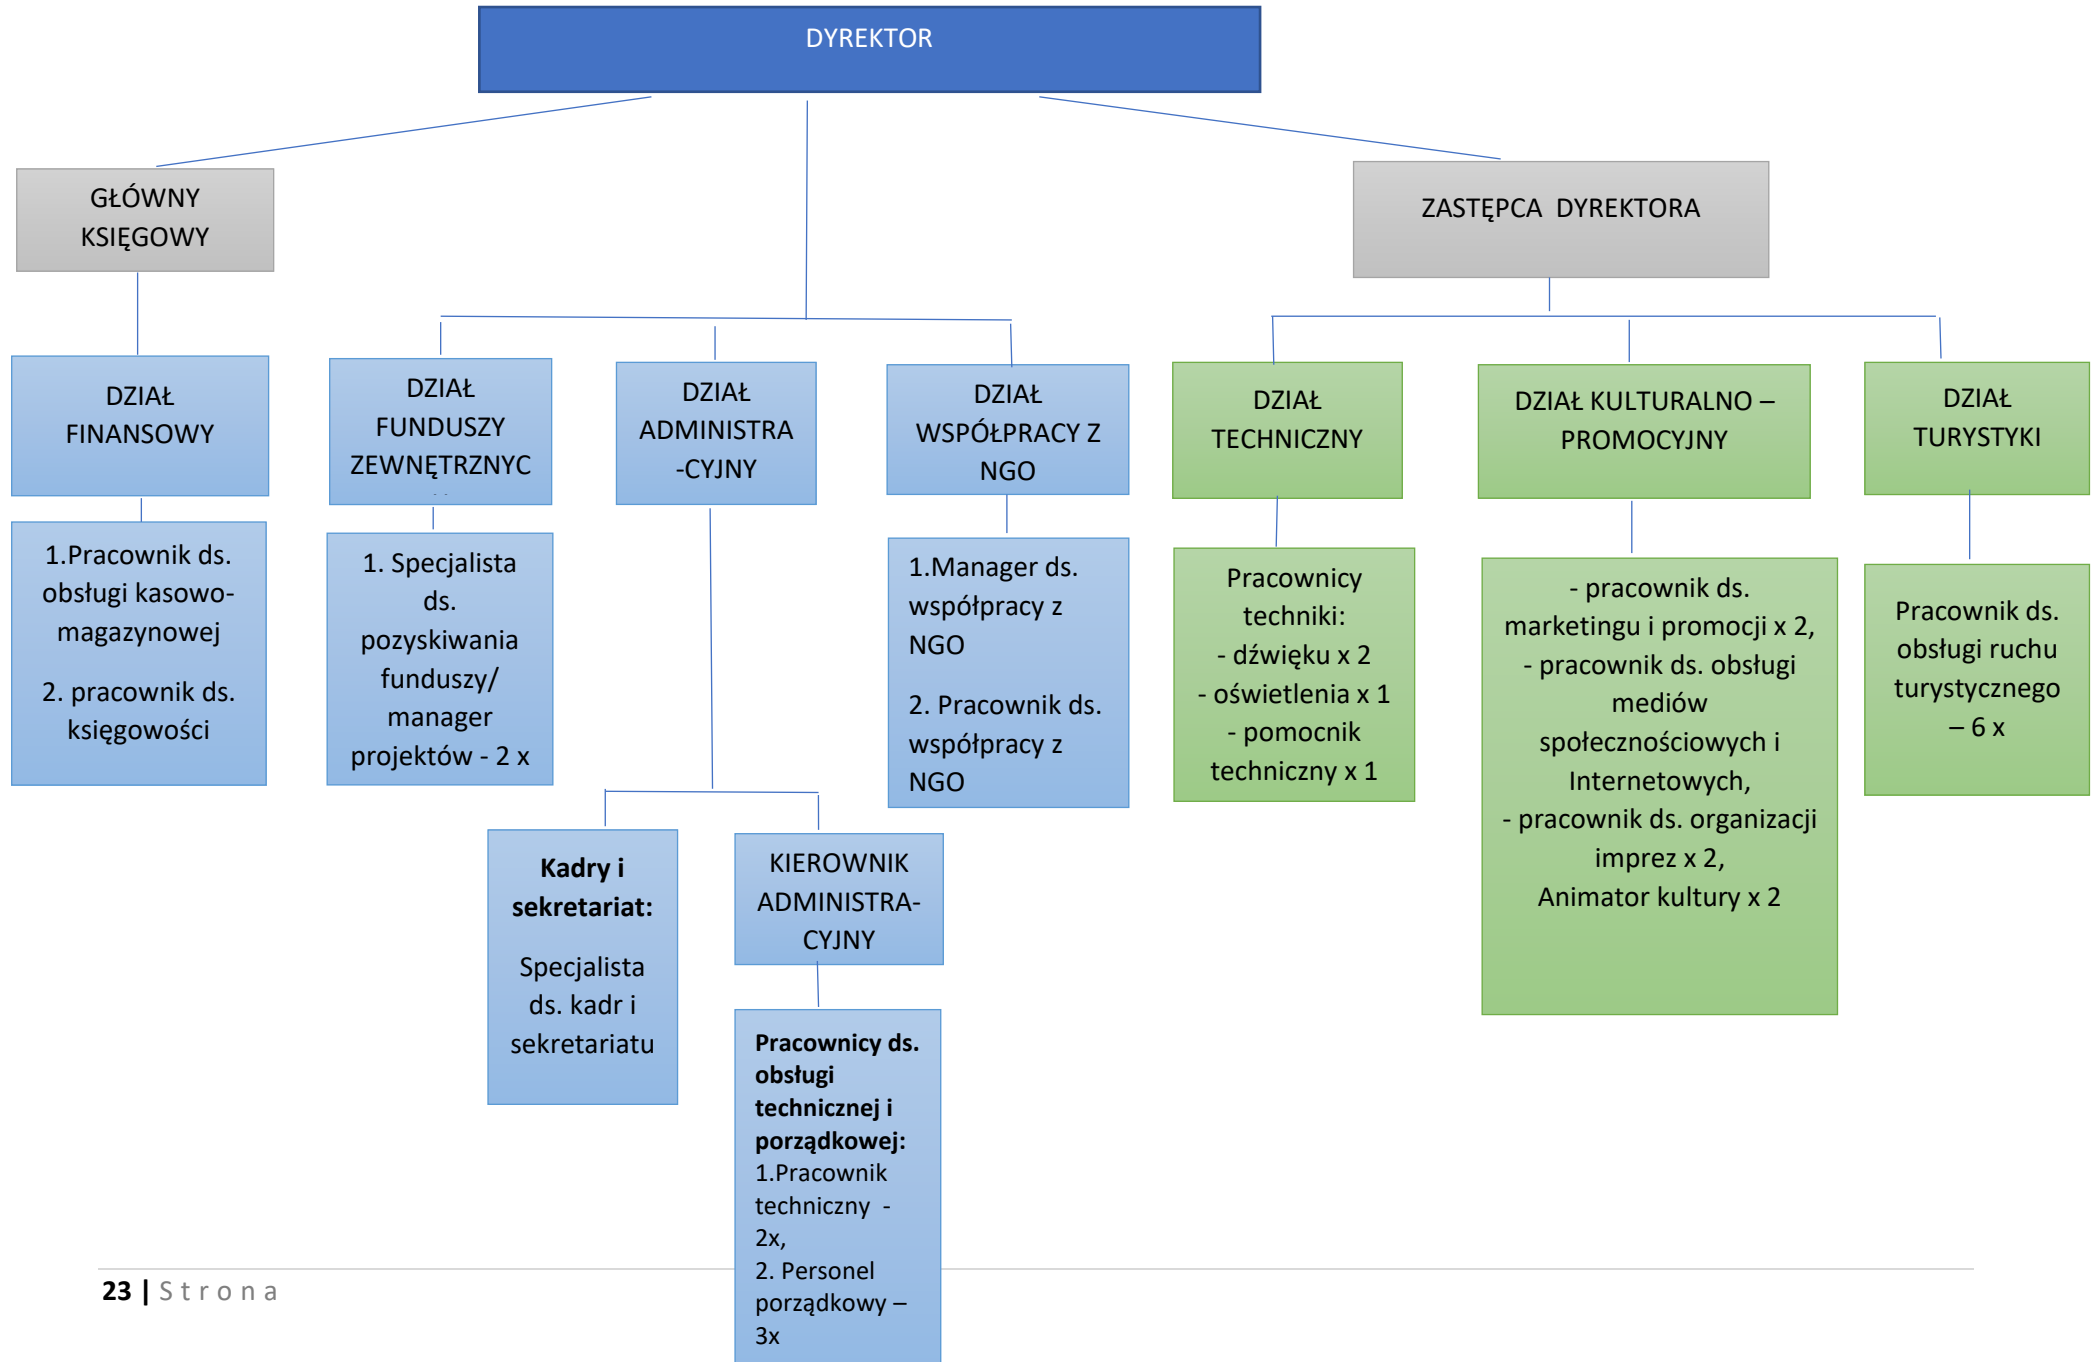 DYREKTOR
GŁÓWNY
KSIĘGOWY
ZASTĘPCA DYREKTORA
DZIAŁ
FINANSOWY
DZIAŁ
FUNDUSZY
ZEWNĘTRZNYC
DZIAŁ
ADMINISTRA
-CYJNY
DZIAŁ
WSPÓŁPRACY Z
NGO
DZIAŁ
TECHNICZNY
DZIAŁ KULTURALNO –
PROMOCYJNY
DZIAŁ
TURYSTYKI
1.Pracownik ds.
obsługi kasowo-
magazynowej
2. pracownik ds.
księgowości
1. Specjalista
ds.
pozyskiwania
funduszy/
manager
projektów - 2 x
1.Manager ds.
współpracy z
NGO
2. Pracownik ds.
współpracy z
NGO
Pracownicy
techniki:
- dźwięku x 2
- oświetlenia x 1
- pomocnik
techniczny x 1
- pracownik ds.
marketingu i promocji x 2,
- pracownik ds. obsługi
mediów
społecznościowych i
Internetowych,
- pracownik ds. organizacji
imprez x 2,
Animator kultury x 2
Pracownik ds.
obsługi ruchu
turystycznego
– 6 x
Kadry i
sekretariat:
Specjalista
ds. kadr i
sekretariatu
KIEROWNIK
ADMINISTRA-
CYJNY
Pracownicy ds.
obsługi
technicznej i
porządkowej:
1.Pracownik
techniczny -
2x,
2. Personel
porządkowy –
3x
23 | Strona